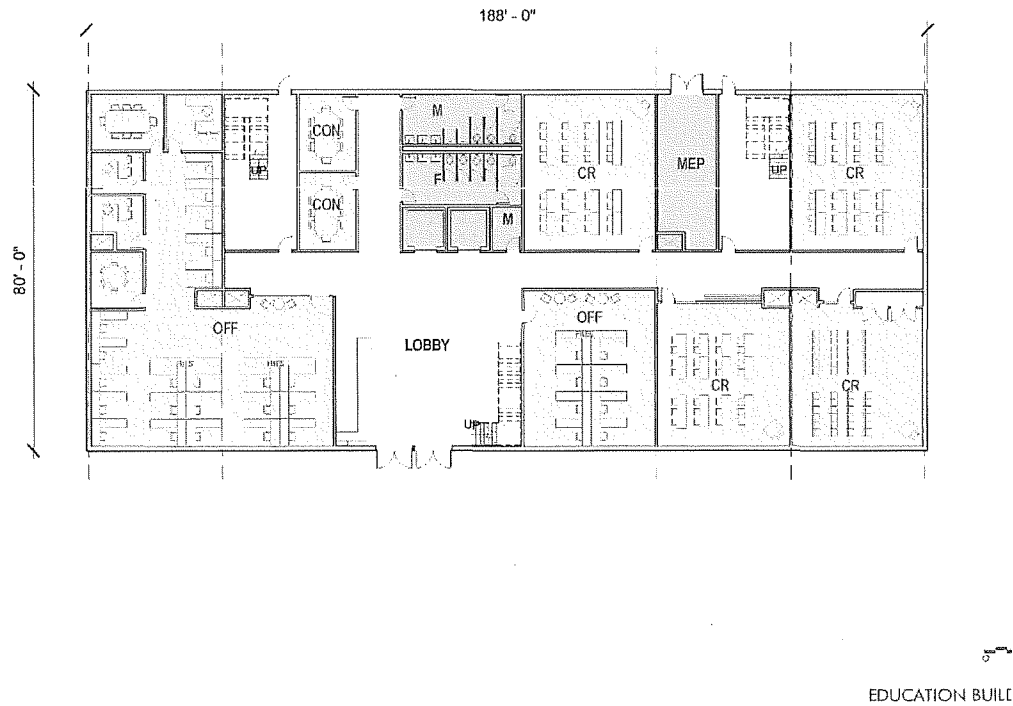 188' - 0"
80' - 0"
M
CON
UP
F
CON
M
CR
MEP
UP
CR
OFF
LOBBY
UP
OFF
CR
CR
EDUCATION BUILD